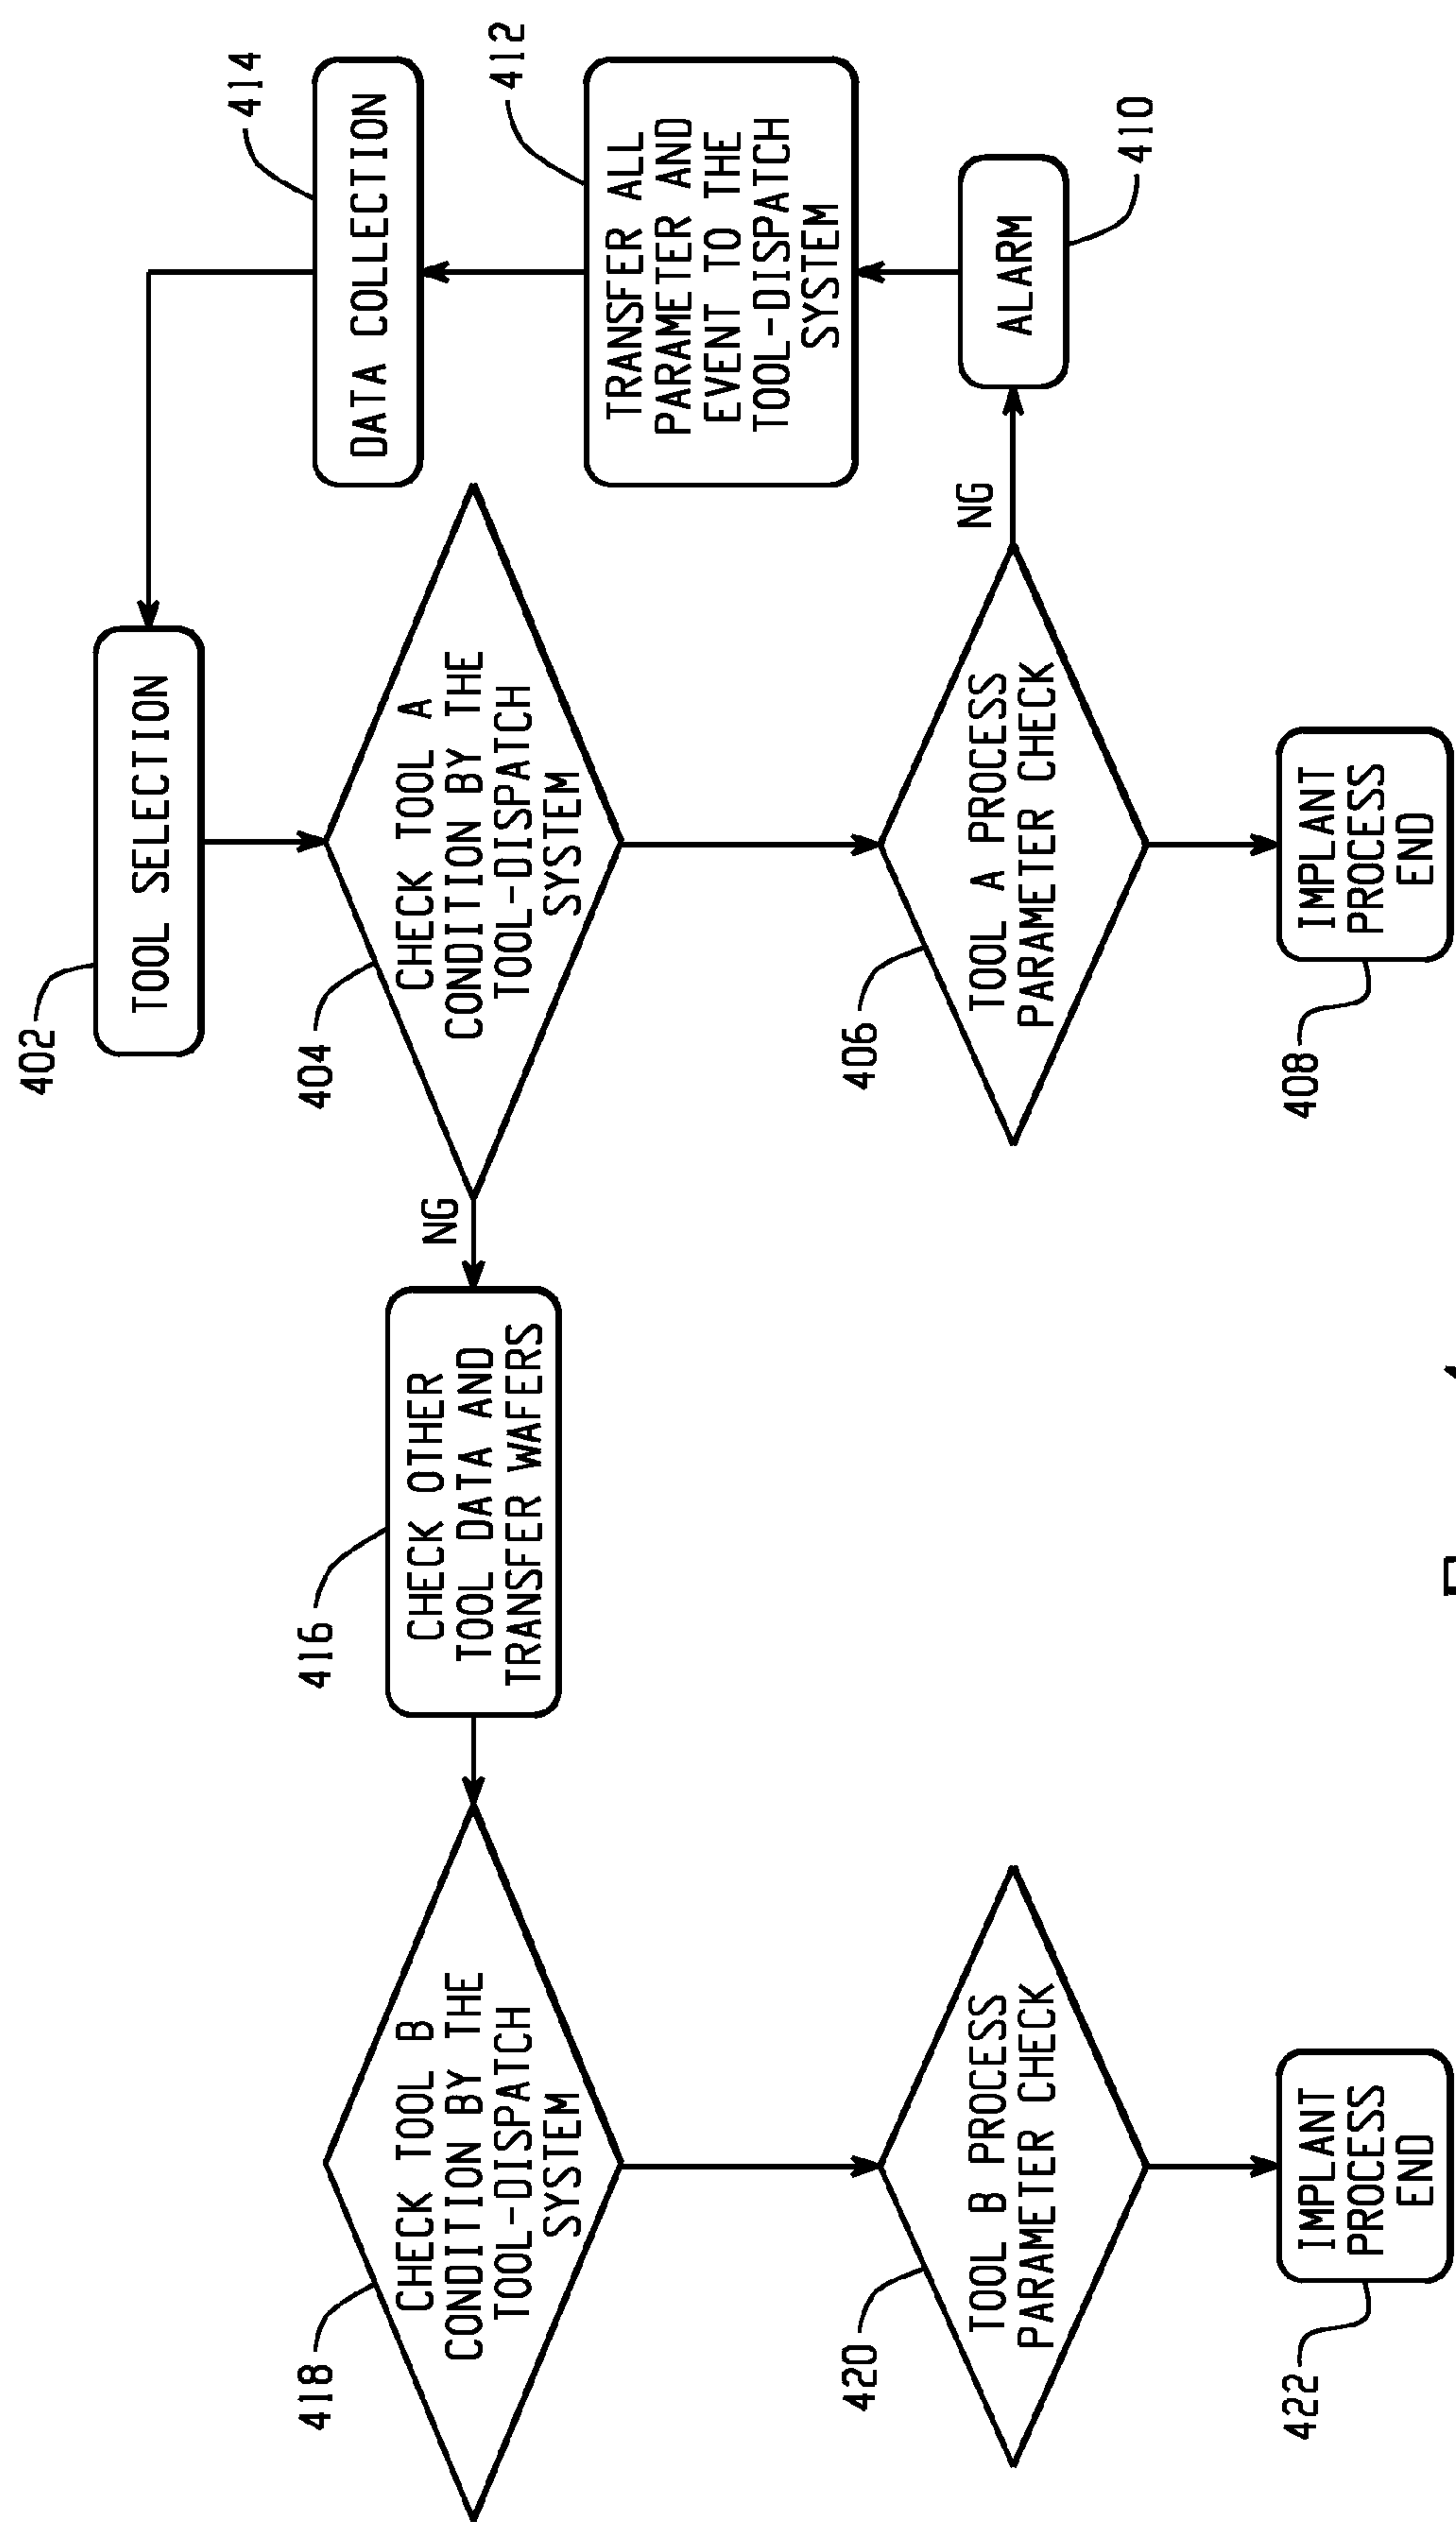 402
TOOL SELECTION
414
DATA COLLECTION
404
CHECK TOOL A
CONDITION BY THE
TOOL-DISPATCH
SYSTEM
NG
416
CHECK OTHER
TOOL DATA AND
TRANSFER WAFERS
418
CHECK TOOL B
CONDITION BY THE
TOOL-DISPATCH
SYSTEM
412
TRANSFER ALL
PARAMETER AND
EVENT TO THE
TOOL-DISPATCH
SYSTEM
420
TOOL B PROCESS
PARAMETER CHECK
406
TOOL A PROCESS
PARAMETER CHECK
NG
ALARM
410
422
IMPLANT
PROCESS
END
408
IMPLANT
PROCESS
END